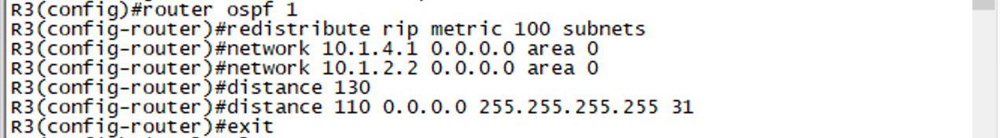 R3(config)#router ospf 1
R3(config-router)#redistribute rip metric 100 subnets
R3(config-router)#network 10.1.4.1 0.0.0.0 area 0
R3(config-router)#network 10.1.2.2 0.0.0.0 area 0
R3(config-router)#distance 130
R3(config-router)#distance 110 0.0.0.0 255.255.255.255 31
R3(config-router)#exit